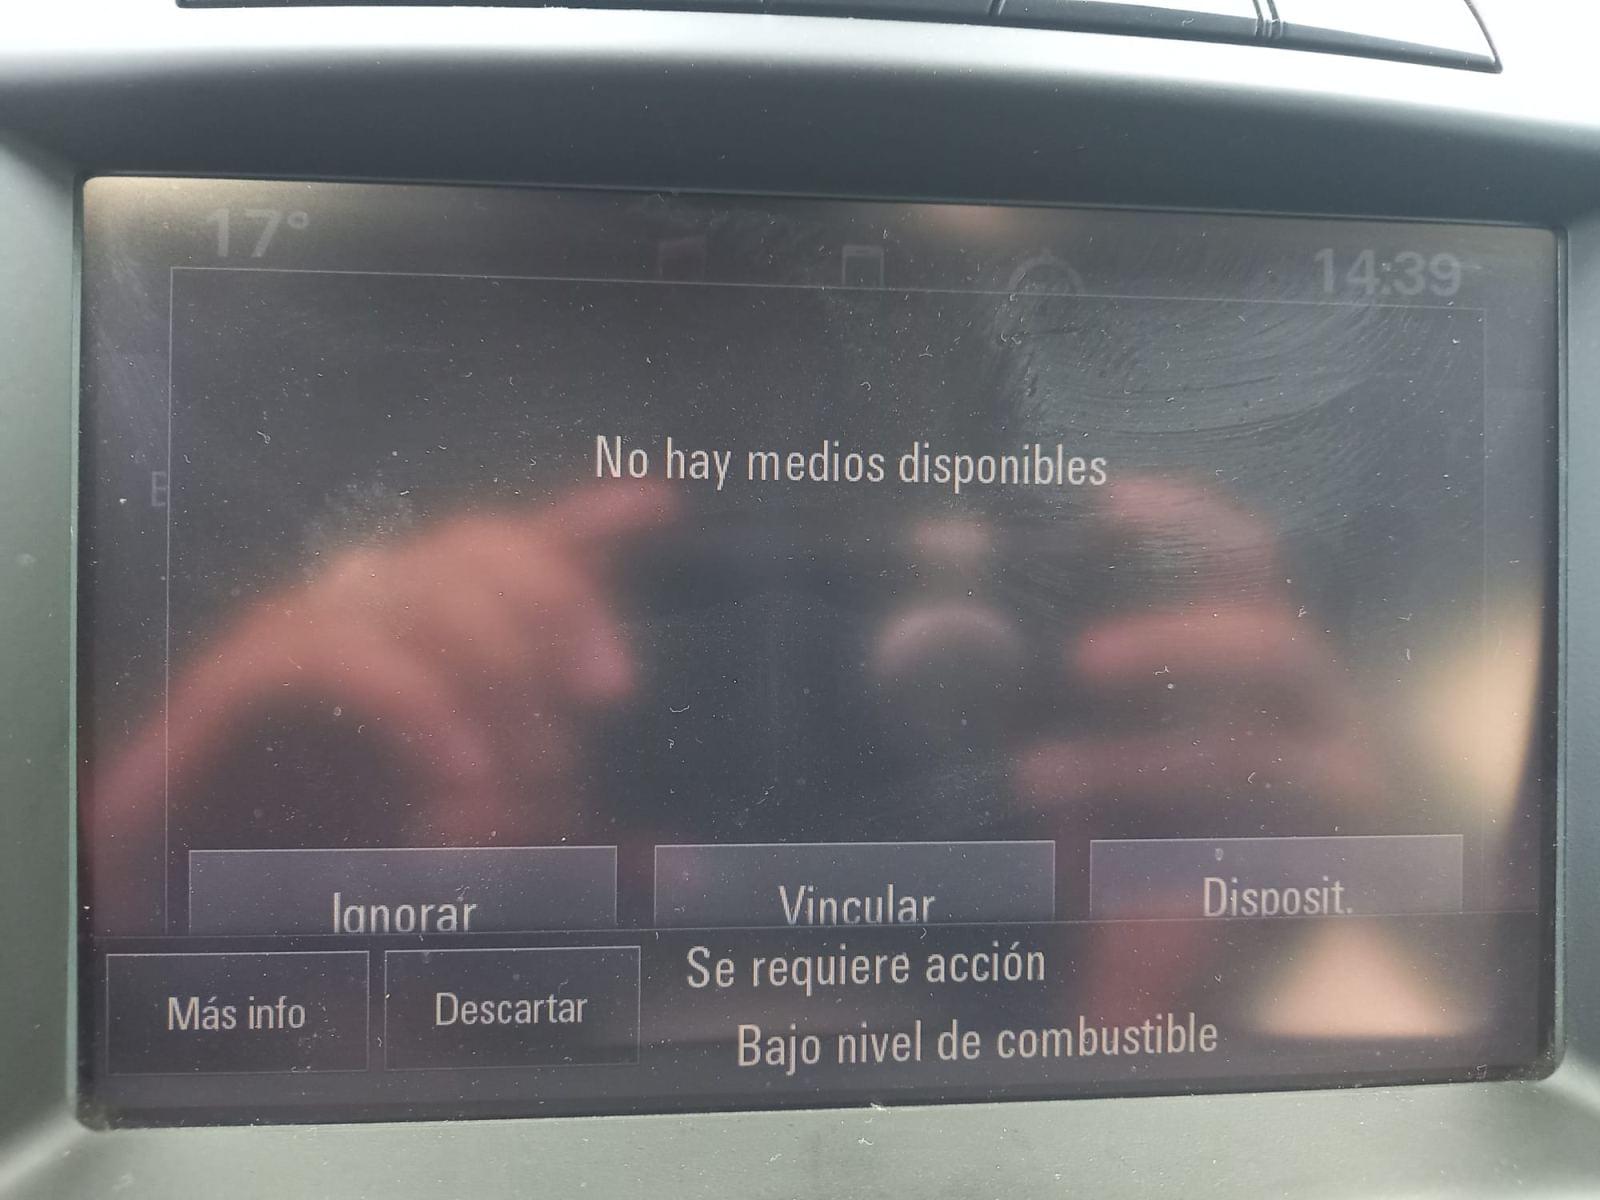 17°
14:39
No hay medios disponibles
Ignorar
Vincular
Disposit.
Más info
Descartar
Se requiere acción
Bajo nivel de combustible